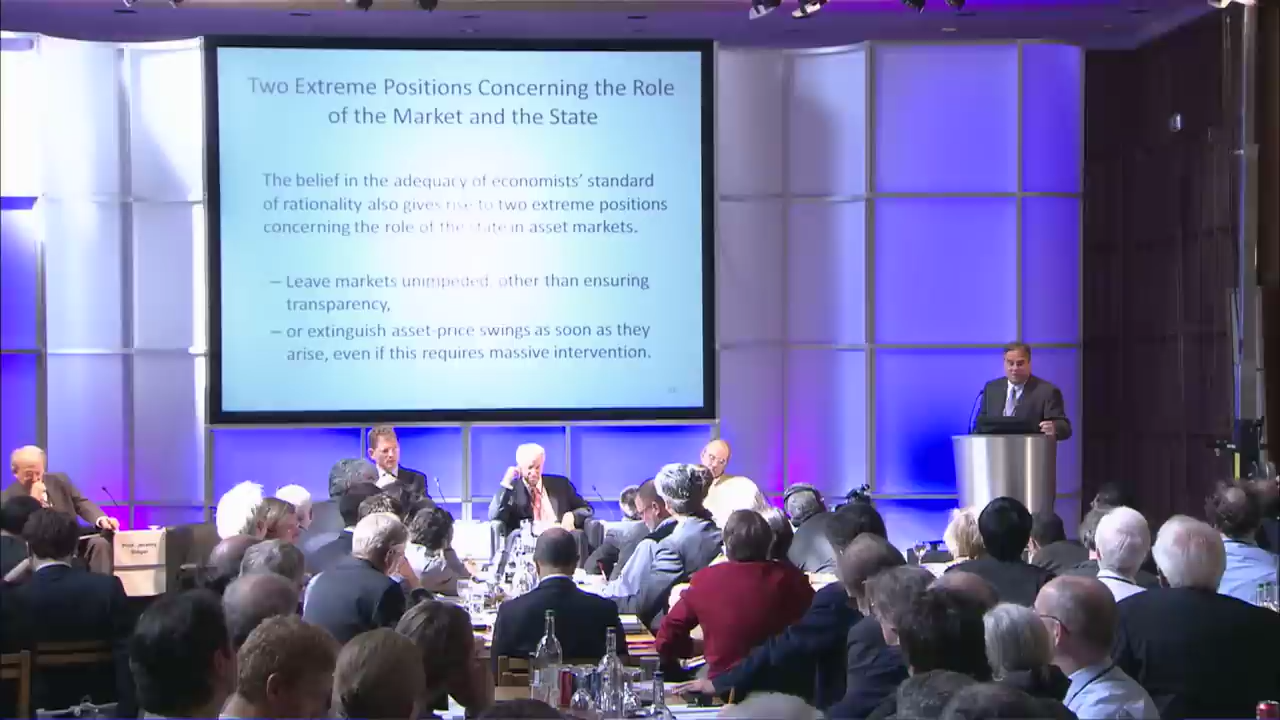 Two Extreme Positions Concerning the Role
of the Market and the State
The belief in the adequacy of economists' standard
of rationality also gives rise to two extreme positions
concerning the role of the state in asset markets.
– Leave markets unimpeded, other than ensuring
transparency,
– or extinguish asset-price swings as soon as they
arise, even if this requires massive intervention.
Prof. Jeremy
Siegel